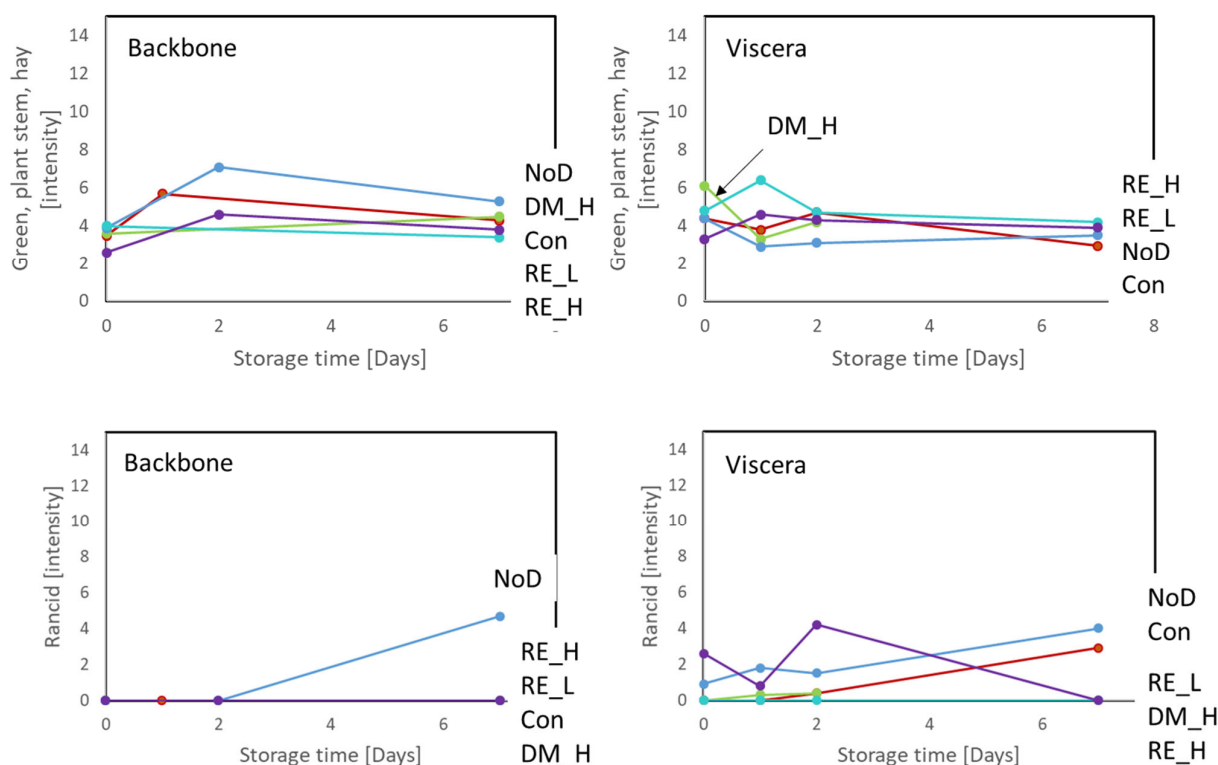 Backbone
Green, plant stem, hay
[intensity]
14
12
10
8
6
4
2
0
0
2
4
6
Storage time [Days]
NoD
DM_H
Con
RE_L
RE_H
Viscera
Green, plant stem, hay
[intensity]
14
12
10
8
6
4
2
0
0
2
4
6
8
Storage time [Days]
DM_H
RE_H
RE_L
NoD
Con
Backbone
Rancid [intensity]
14
12
10
8
6
4
2
0
0
2
4
6
Storage time [Days]
NoD
RE_H
RE_L
Con
DM_H
Viscera
Rancid [intensity]
14
12
10
8
6
4
2
0
0
2
4
6
Storage time [Days]
NoD
Con
RE_L
DM_H
RE_H